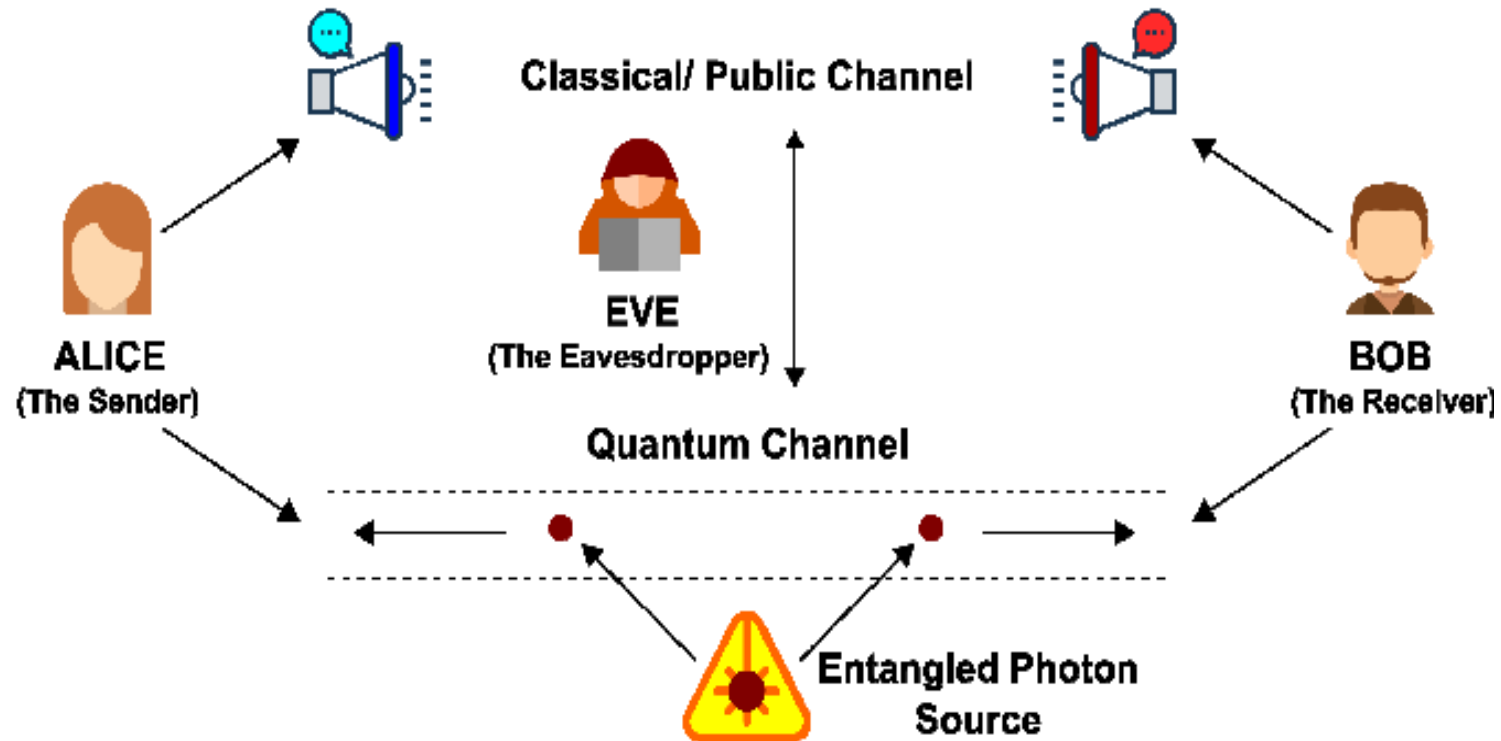 Classical/ Public Channel
EVE
(The Eavesdropper)
ALICE
(The Sender)
BOB
(The Receiver)
Quantum Channel
Entangled Photon
Source